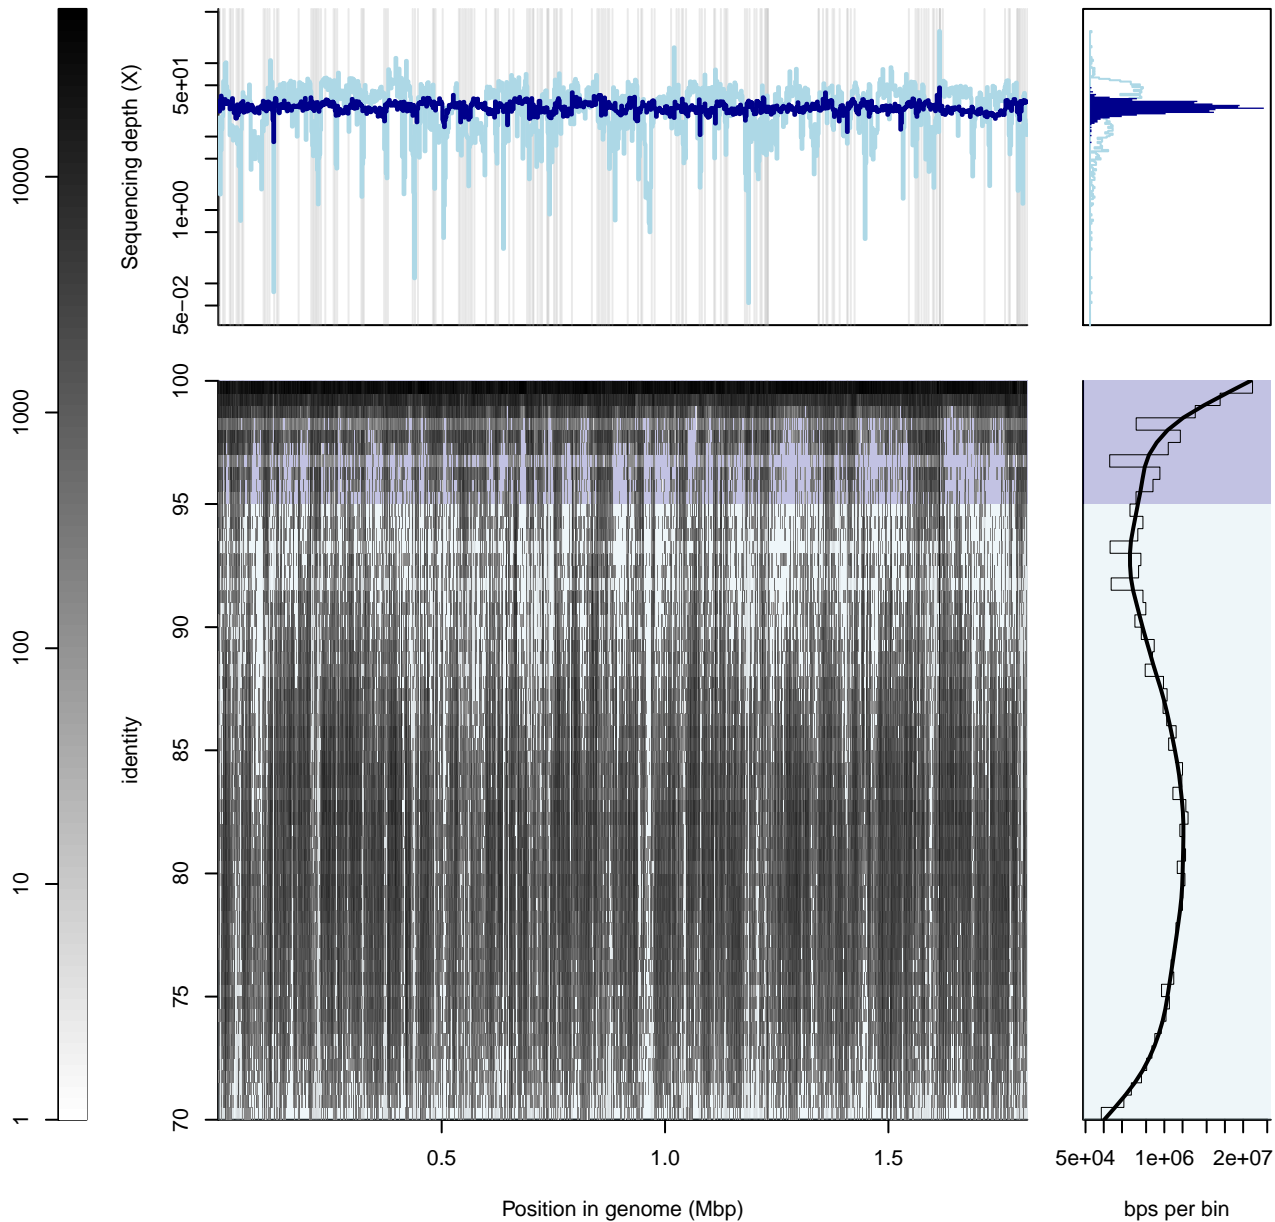 10000
1000
100
10
1
Sequencing depth (X)
5e+01
1e+00
5e-02
identity
100
95
90
85
80
75
70
0.5
1.0
1.5
Position in genome (Mbp)
5e+04
1e+06
2e+07
bps per bin